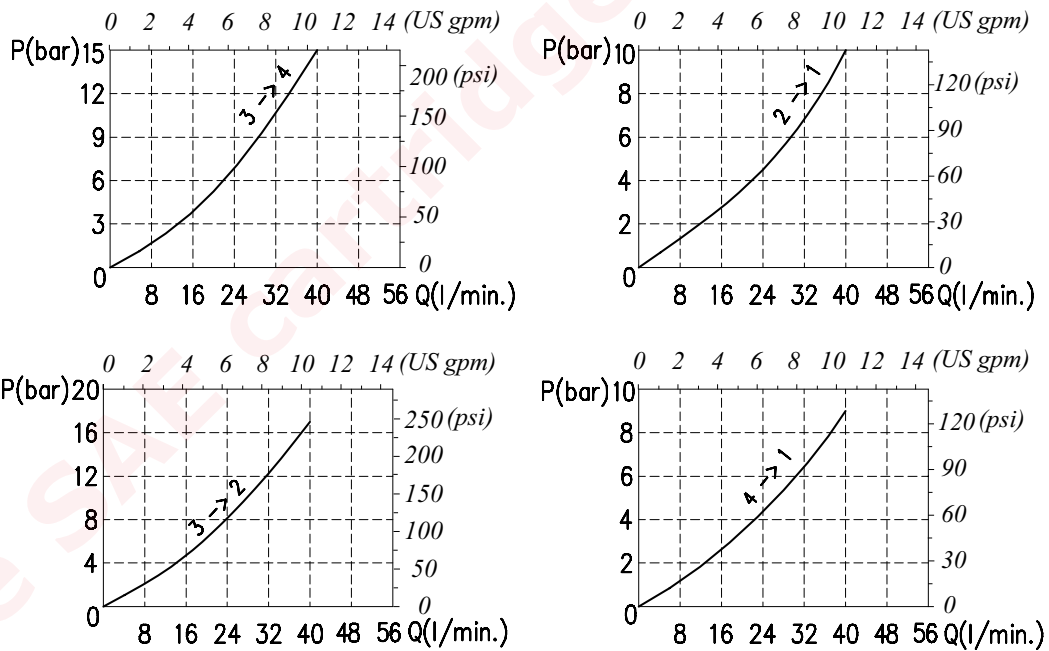 0 2 4 6 8 10 12 14 (US gpm)
P(bar) 15
12
9
6
3
0
3 -> 4
200 (psi)
150
100
50
0
8 16 24 32 40 48 56 Q(l/min.)
0 2 4 6 8 10 12 14 (US gpm)
P(bar) 10
8
6
4
2
0
2 -> 1
120 (psi)
90
60
30
0
8 16 24 32 40 48 56 Q(l/min.)
0 2 4 6 8 10 12 14 (US gpm)
P(bar) 20
16
12
8
4
0
3 -> 2
250 (psi)
200
150
100
50
0
8 16 24 32 40 48 56 Q(l/min.)
0 2 4 6 8 10 12 14 (US gpm)
P(bar) 10
8
6
4
2
0
4 -> 1
120 (psi)
90
60
30
0
8 16 24 32 40 48 56 Q(l/min.)
SAE cartridge